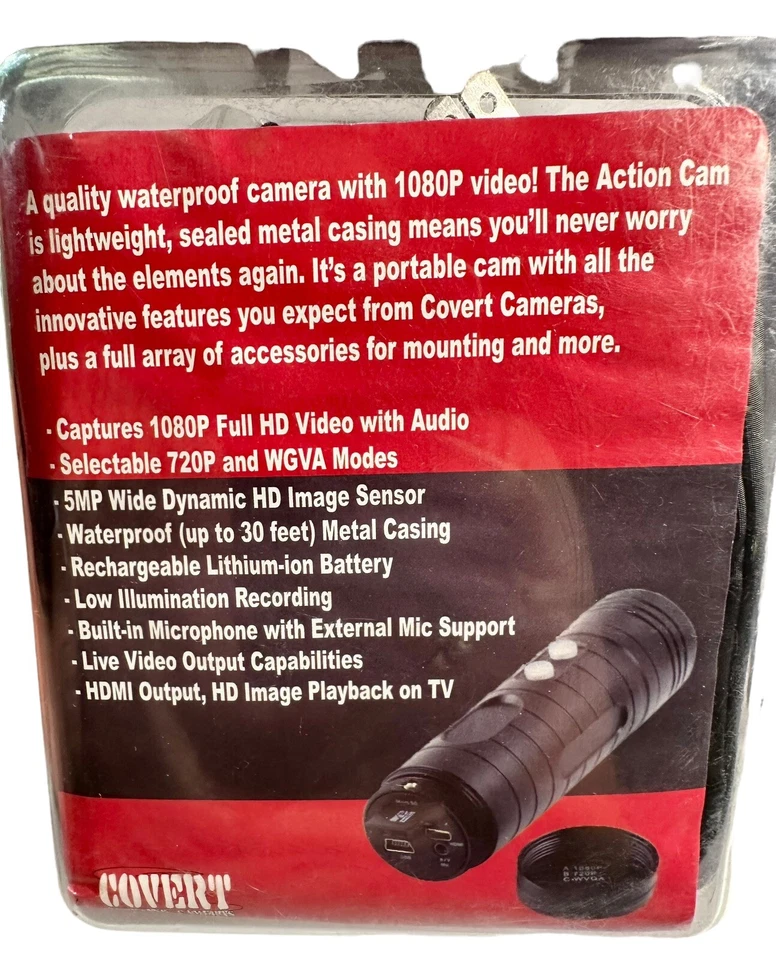 A quality waterproof camera with 1080P video! The Action Cam
is lightweight, sealed metal casing means you'll never worry
about the elements again. It's a portable cam with all the
innovative features you expect from Covert Cameras,
plus a full array of accessories for mounting and more.
- Captures 1080P Full HD Video with Audio
- Selectable 720P and WGVA Modes
- 5MP Wide Dynamic HD Image Sensor
- Waterproof (up to 30 feet) Metal Casing
- Rechargeable Lithium-ion Battery
- Low Illumination Recording
- Built-in Microphone with External Mic Support
- Live Video Output Capabilities
- HDMI Output, HD Image Playback on TV
HDMI
USB
A 1080P
B 720P
C WVGA
COVERT